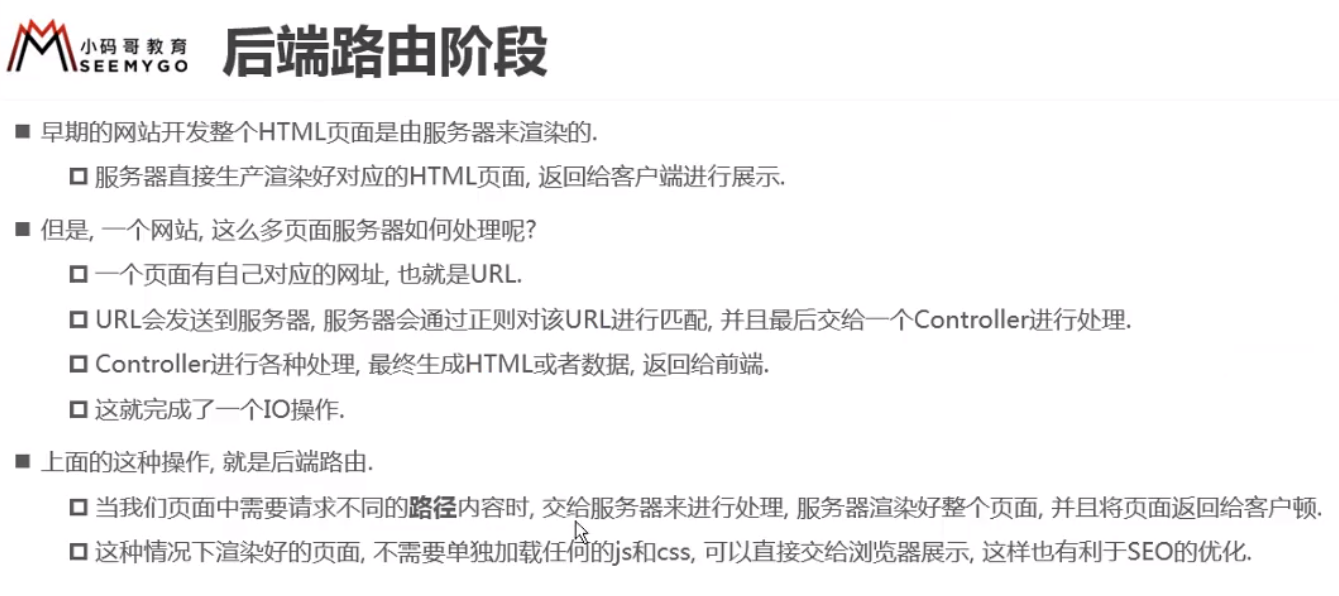 小码哥教育
SEEMYGO
后端路由阶段
早期的网站开发整个HTML页面是由服务器来渲染的.
服务器直接生产渲染好对应的HTML页面, 返回给客户端进行展示.
但是, 一个网站, 这么多页面服务器如何处理呢?
一个页面有自己对应的网址, 也就是URL.
URL会发送到服务器, 服务器会通过正则对该URL进行匹配, 并且最后交给一个Controller进行处理.
Controller进行各种处理, 最终生成HTML或者数据, 返回给前端.
这就完成了一个IO操作.
上面的这种操作, 就是后端路由.
当我们页面中需要请求不同的路径内容时, 交给服务器来进行处理, 服务器渲染好整个页面, 并且将页面返回给客户顿.
这种情况下渲染好的页面, 不需要单独加载任何的js和css, 可以直接交给浏览器展示, 这样也有利于SEO的优化.